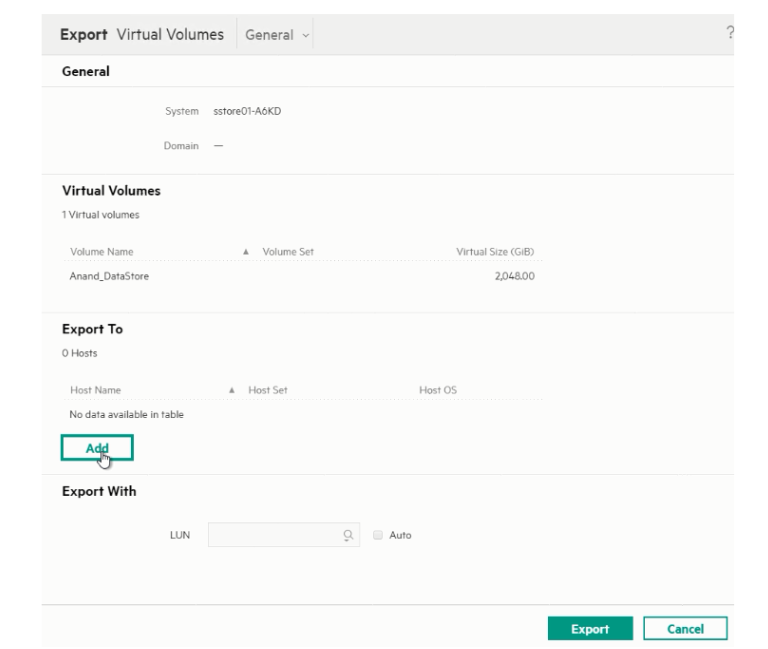 Export Virtual Volumes General ?
General
System sstore01-A6KD
Domain —
Virtual Volumes
1 Virtual volumes
Volume Name ▲ Volume Set Virtual Size (GiB)
Anand_DataStore 2,048.00
Export To
0 Hosts
Host Name ▲ Host Set Host OS
No data available in table
Add
Export With
LUN Auto
Export Cancel